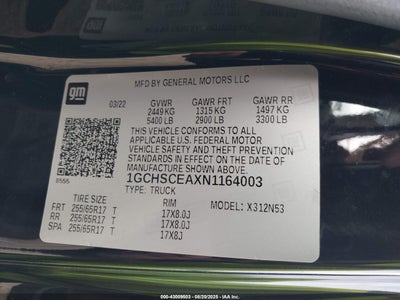 MFD BY GENERAL MOTORS LLC
gm
03/22 GVWR GAWR FRT GAWR RR
2449 KG 1315 KG 1497 KG
5400 LB 2900 LB 3300 LB
THIS VEHICLE CONFORMS TO ALL
APPLICABLE U.S. FEDERAL MOTOR
VEHICLE SAFETY AND THEFT PREVENTION
STANDARDS IN EFFECT ON THE DATE OF
MANUFACTURE SHOWN ABOVE.
1GCHSCEAXN1164003
TYPE: TRUCK
TIRE SIZE RIM MODEL: X312N53
FRT 255/65R17 T 17X8.0J
RR 255/65R17 T 17X8.0J
SPA 255/65R17 T 17X8J
000-43009503 - 08/20/2025 - IAA, Inc.